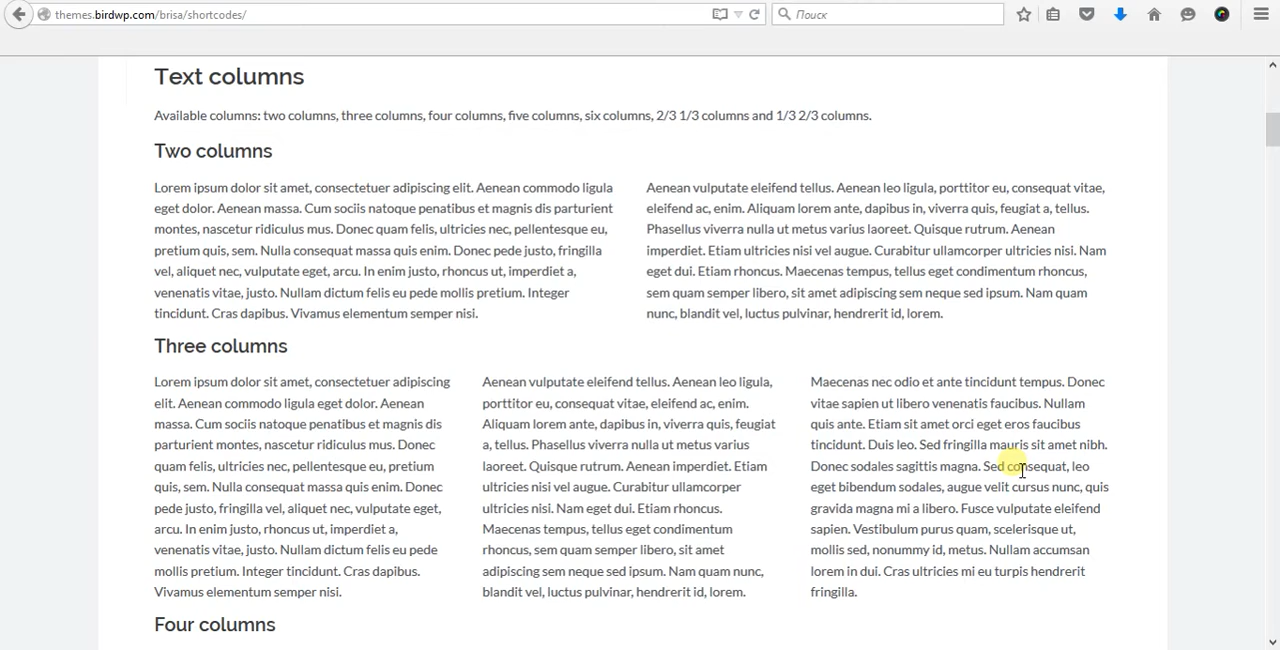 themes.birdwp.com/brisa/shortcodes/
Поиск
Text columns
Available columns: two columns, three columns, four columns, five columns, six columns, 2/3 1/3 columns and 1/3 2/3 columns.
Two columns
Lorem ipsum dolor sit amet, consectetuer adipiscing elit. Aenean commodo ligula
eget dolor. Aenean massa. Cum sociis natoque penatibus et magnis dis parturient
montes, nascetur ridiculus mus. Donec quam felis, ultricies nec, pellentesque eu,
pretium quis, sem. Nulla consequat massa quis enim. Donec pede justo, fringilla
vel, aliquet nec, vulputate eget, arcu. In enim justo, rhoncus ut, imperdiet a,
venenatis vitae, justo. Nullam dictum felis eu pede mollis pretium. Integer
tincidunt. Cras dapibus. Vivamus elementum semper nisi.
Aenean vulputate eleifend tellus. Aenean leo ligula, porttitor eu, consequat vitae,
eleifend ac, enim. Aliquam lorem ante, dapibus in, viverra quis, feugiat a, tellus.
Phasellus viverra nulla ut metus varius laoreet. Quisque rutrum. Aenean
imperdiet. Etiam ultricies nisi vel augue. Curabitur ullamcorper ultricies nisi. Nam
eget dui. Etiam rhoncus. Maecenas tempus, tellus eget condimentum rhoncus,
sem quam semper libero, sit amet adipiscing sem neque sed ipsum. Nam quam
nunc, blandit vel, luctus pulvinar, hendrerit id, lorem.
Three columns
Lorem ipsum dolor sit amet, consectetuer adipiscing
elit. Aenean commodo ligula eget dolor. Aenean
massa. Cum sociis natoque penatibus et magnis dis
parturient montes, nascetur ridiculus mus. Donec
quam felis, ultricies nec, pellentesque eu, pretium
quis, sem. Nulla consequat massa quis enim. Donec
pede justo, fringilla vel, aliquet nec, vulputate eget,
arcu. In enim justo, rhoncus ut, imperdiet a,
venenatis vitae, justo. Nullam dictum felis eu pede
mollis pretium. Integer tincidunt. Cras dapibus.
Vivamus elementum semper nisi.
Aenean vulputate eleifend tellus. Aenean leo ligula,
porttitor eu, consequat vitae, eleifend ac, enim.
Aliquam lorem ante, dapibus in, viverra quis, feugiat
a, tellus. Phasellus viverra nulla ut metus varius
laoreet. Quisque rutrum. Aenean imperdiet. Etiam
ultricies nisi vel augue. Curabitur ullamcorper
ultricies nisi. Nam eget dui. Etiam rhoncus.
Maecenas tempus, tellus eget condimentum
rhoncus, sem quam semper libero, sit amet
adipiscing sem neque sed ipsum. Nam quam nunc,
blandit vel, luctus pulvinar, hendrerit id, lorem.
Maecenas nec odio et ante tincidunt tempus. Donec
vitae sapien ut libero venenatis faucibus. Nullam
quis ante. Etiam sit amet orci eget eros faucibus
tincidunt. Duis leo. Sed fringilla mauris sit amet nibh.
Donec sodales sagittis magna. Sed consequat, leo
eget bibendum sodales, augue velit cursus nunc, quis
gravida magna mi a libero. Fusce vulputate eleifend
sapien. Vestibulum purus quam, scelerisque ut,
mollis sed, nonummy id, metus. Nullam accumsan
lorem in dui. Cras ultricies mi eu turpis hendrerit
fringilla.
Four columns